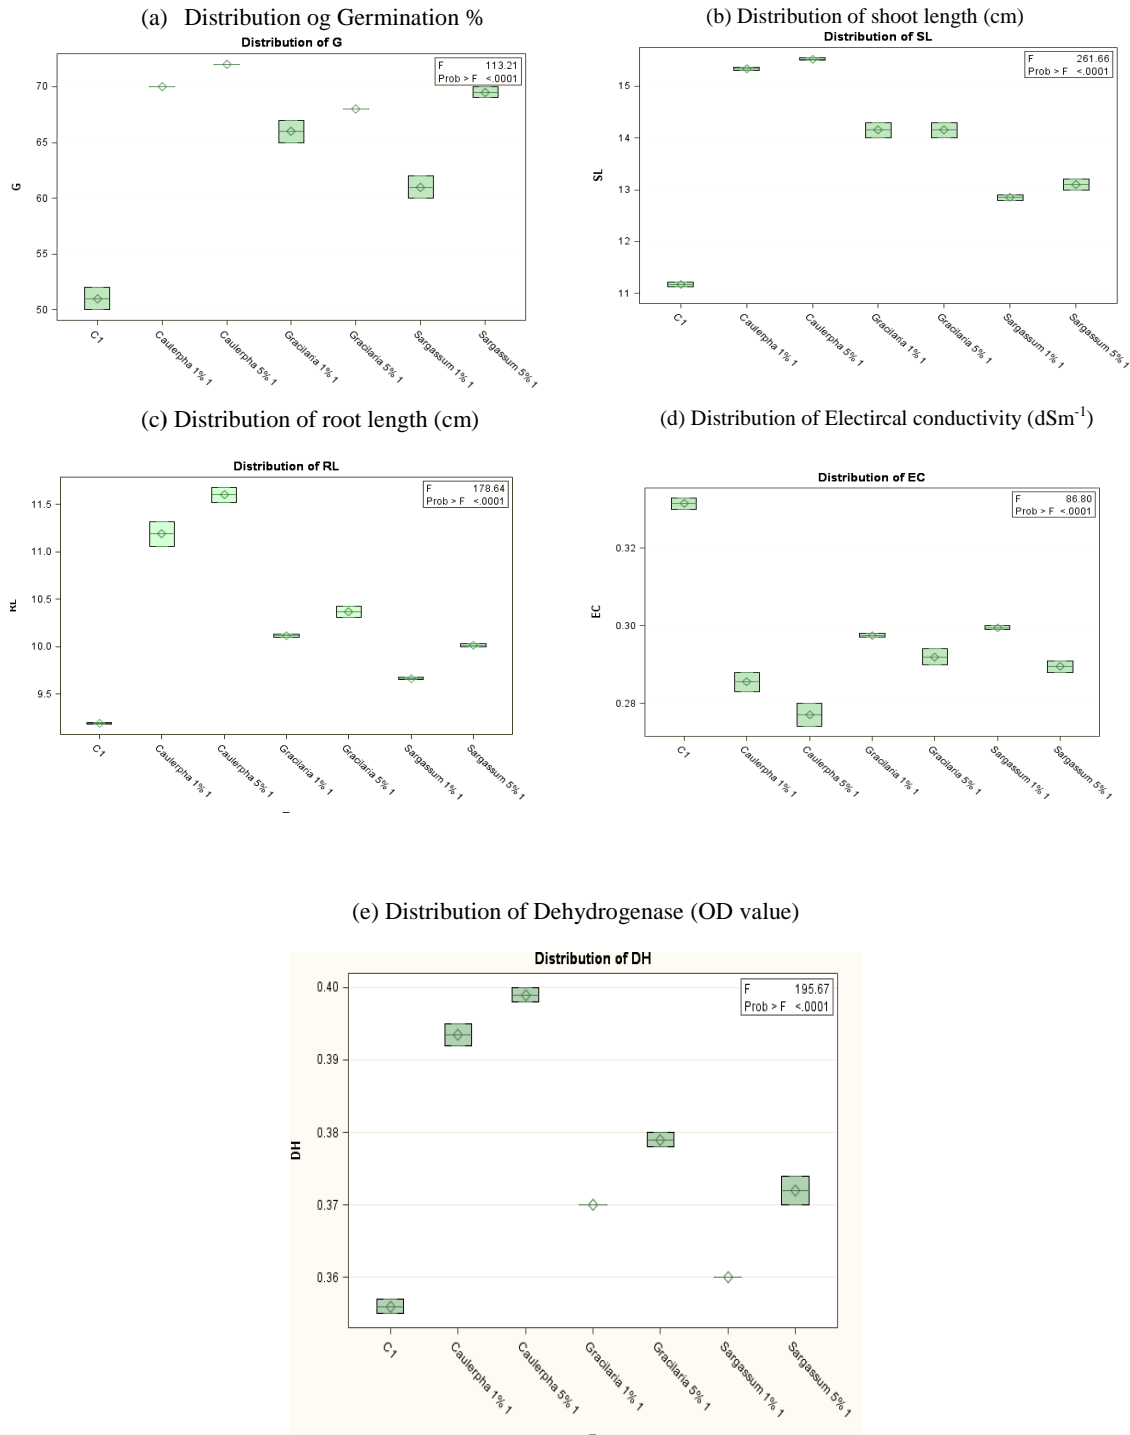 (a) Distribution og Germination %
Distribution of G
F 113.21
Prob > F <.0001
70
65
60
55
50
G
C1
Caulerpha 1% 1
Caulerpha 5% 1
Gracilaria 1% 1
Gracilaria 5% 1
Sargassum 1% 1
Sargassum 5% 1
(b) Distribution of shoot length (cm)
Distribution of SL
F 261.66
Prob > F <.0001
15
14
13
12
11
SL
C1
Caulerpha 1% 1
Caulerpha 5% 1
Gracilaria 1% 1
Gracilaria 5% 1
Sargassum 1% 1
Sargassum 5% 1
(c) Distribution of root length (cm)
Distribution of RL
F 178.64
Prob > F <.0001
11.5
11.0
10.5
10.0
9.5
RL
C1
Caulerpha 1% 1
Caulerpha 5% 1
Gracilaria 1% 1
Gracilaria 5% 1
Sargassum 1% 1
Sargassum 5% 1
(d) Distribution of Electircal conductivity (dSm⁻¹)
Distribution of EC
F 86.80
Prob > F <.0001
0.32
0.30
0.28
EC
C1
Caulerpha 1% 1
Caulerpha 5% 1
Gracilaria 1% 1
Gracilaria 5% 1
Sargassum 1% 1
Sargassum 5% 1
(e) Distribution of Dehydrogenase (OD value)
Distribution of DH
F 195.67
Prob > F <.0001
0.40
0.39
0.38
0.37
0.36
DH
C1
Caulerpha 1% 1
Caulerpha 5% 1
Gracilaria 1% 1
Gracilaria 5% 1
Sargassum 1% 1
Sargassum 5% 1